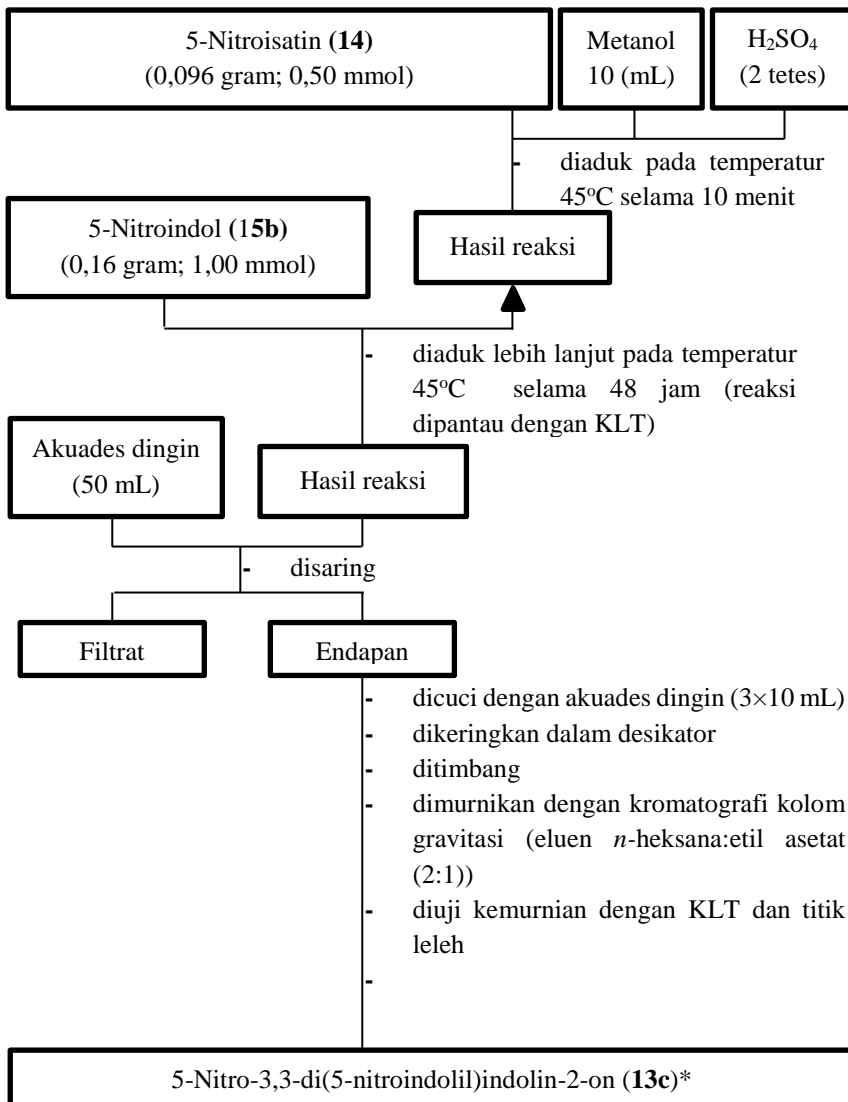 5-Nitroisatin (14)
(0,096 gram; 0,50 mmol)
Metanol
10 (mL)
H₂SO₄
(2 tetes)
- diaduk pada temperatur
45°C selama 10 menit
5-Nitroindol (15b)
(0,16 gram; 1,00 mmol)
Hasil reaksi
- diaduk lebih lanjut pada temperatur
45°C selama 48 jam (reaksi
dipantau dengan KLT)
Akuades dingin
(50 mL)
Hasil reaksi
- disaring
Filtrat
Endapan
- dicuci dengan akuades dingin (3×10 mL)
- dikeringkan dalam desikator
- ditimbang
- dimurnikan dengan kromatografi kolom
gravitasi (eluen n-heksana:etil asetat
(2:1))
- diuji kemurnian dengan KLT dan titik
leleh
-
5-Nitro-3,3-di(5-nitroindolil)indolin-2-on (13c)*